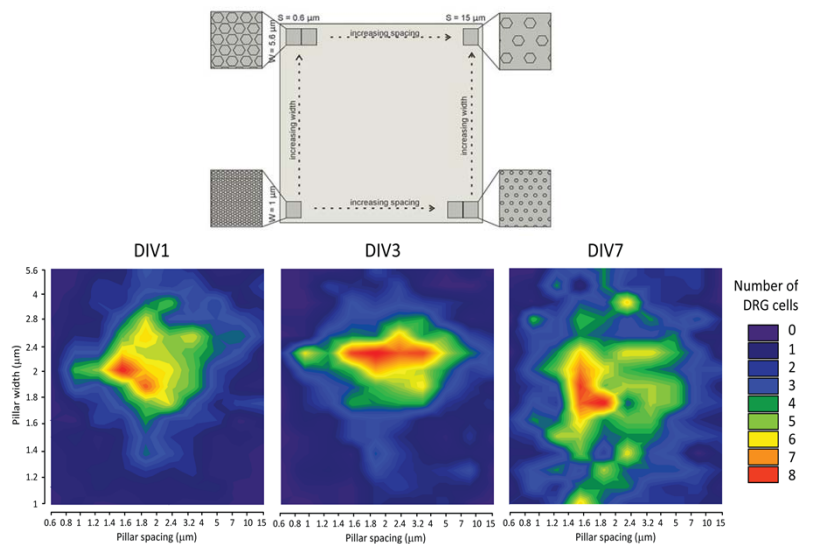 S = 0.6 µm
S = 15 µm
W = 5.6 µm
increasing spacing
increasing width
increasing width
W = 1 µm
increasing spacing
DIV1
DIV3
DIV7
Number of
DRG cells
0
1
2
3
4
5
6
7
8
Pillar width (µm)
5.6
4
2.8
2.4
2
1.8
1.6
1.4
1.2
1
0.6 0.8 1 1.2 1.4 1.6 1.8 2 2.4 3.2 4 5 7 10 15
Pillar spacing (µm)
0.6 0.8 1 1.2 1.4 1.6 1.8 2 2.4 3.2 4 5 7 10 15
Pillar spacing (µm)
0.6 0.8 1 1.2 1.4 1.6 1.8 2 2.4 3.2 4 5 7 10 15
Pillar spacing (µm)